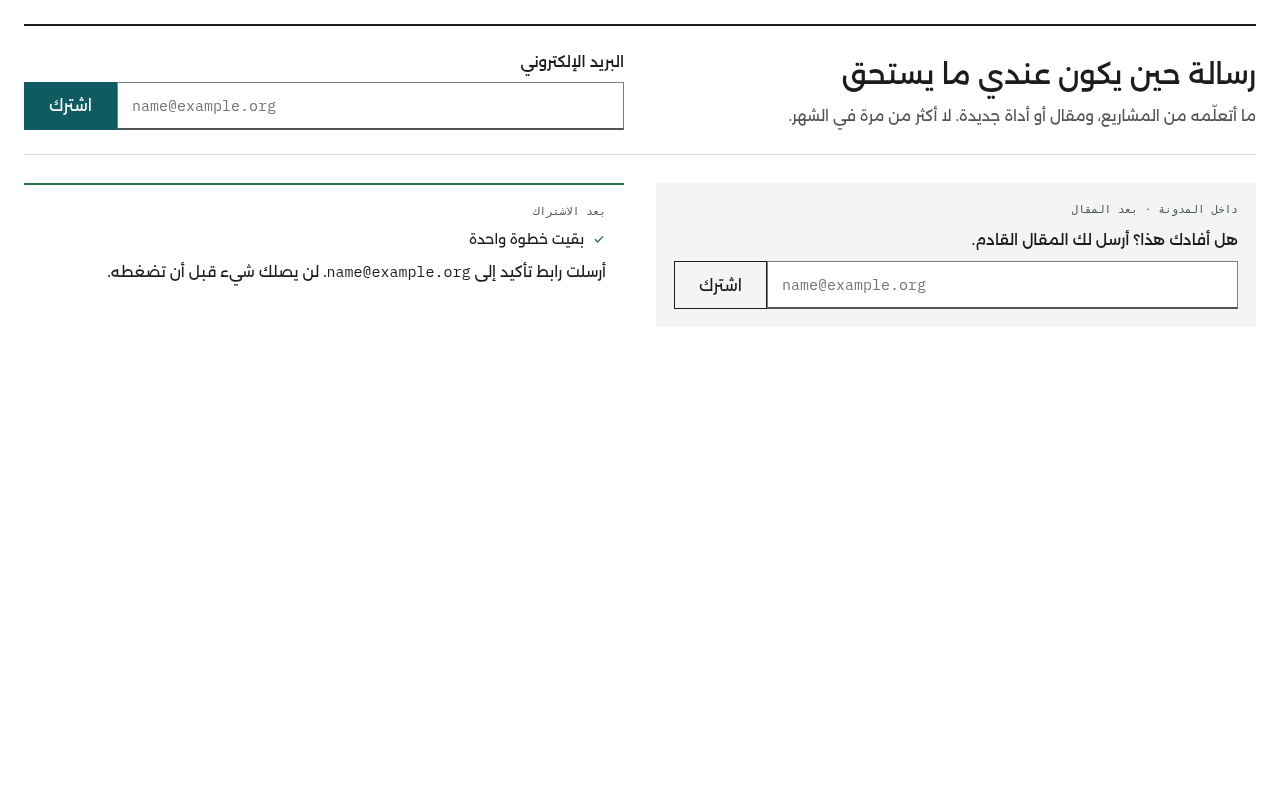 رسالة حين يكون عندي ما يستحق
ما أتعلّمه من المشاريع، ومقال أو أداة جديدة. لا أكثر من مرة في الشهر.
البريد الإلكتروني
name@example.org
اشترك
داخل المدونة · بعد المقال
هل أفادك هذا؟ أرسل لك المقال القادم.
name@example.org
اشترك
بعد الاشتراك
✓ بقيت خطوة واحدة
أرسلت رابط تأكيد إلى name@example.org. لن يصلك شيء قبل أن تضغطه.